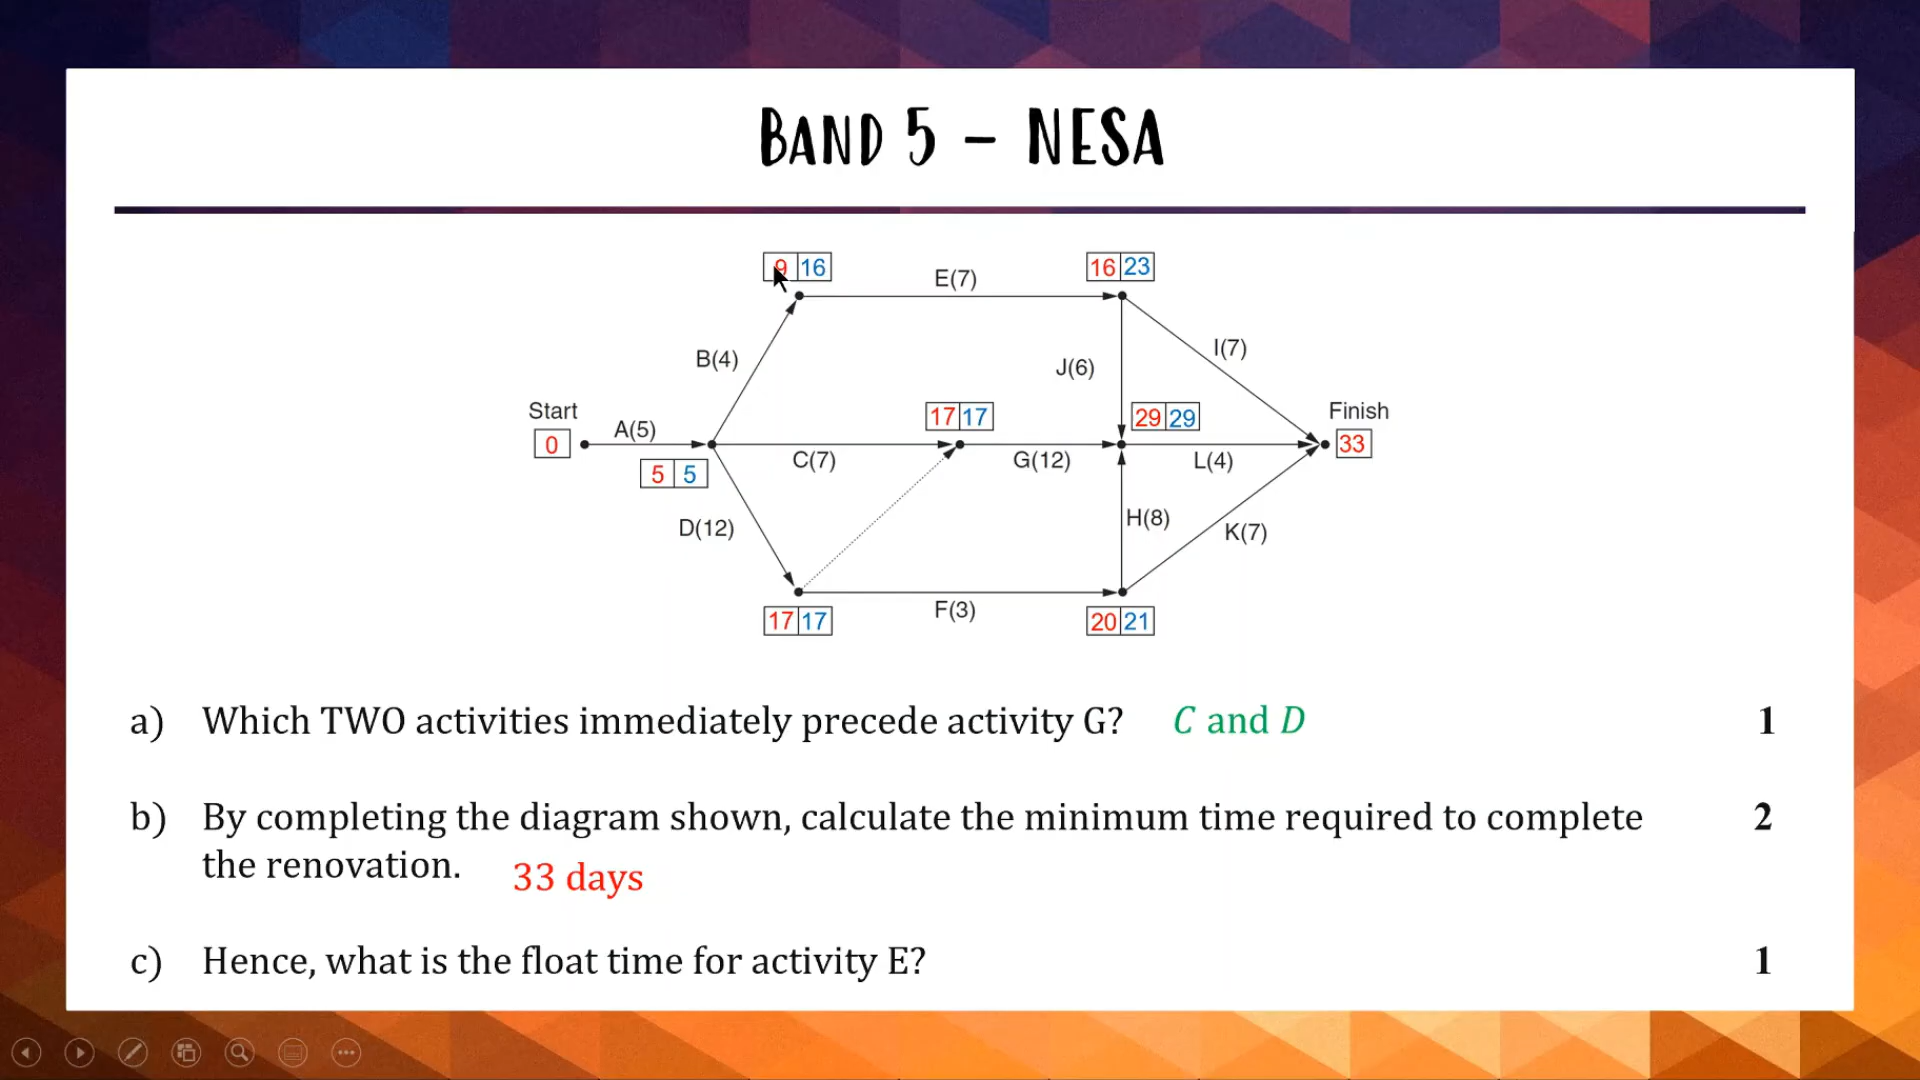 BAND 5 – NESA
9 16
E(7)
16 23
B(4)
J(6)
I(7)
Start
0
A(5)
5 5
C(7)
17 17
G(12)
29 29
L(4)
Finish
33
D(12)
H(8)
K(7)
17 17
F(3)
20 21
a) Which TWO activities immediately precede activity G? C and D 1
b) By completing the diagram shown, calculate the minimum time required to complete 2
the renovation. 33 days
c) Hence, what is the float time for activity E? 1